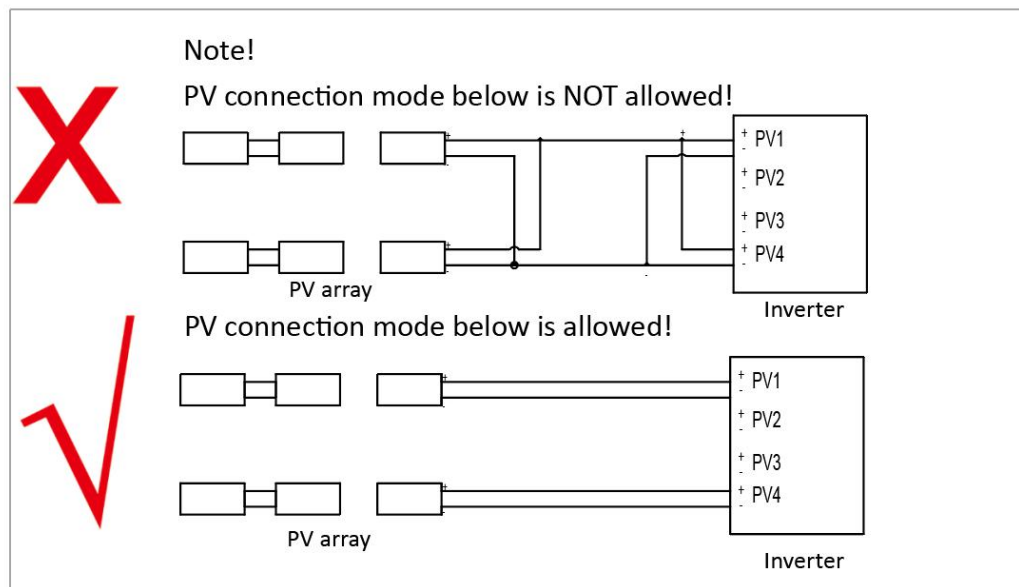 Note!
PV connection mode below is NOT allowed!
+
-
+
+ PV1
-
+ PV2
-
+ PV3
-
+
-
-
+ PV4
-
PV array
Inverter
PV connection mode below is allowed!
+
-
+ PV1
-
+ PV2
-
+ PV3
-
+
-
+ PV4
-
PV array
Inverter